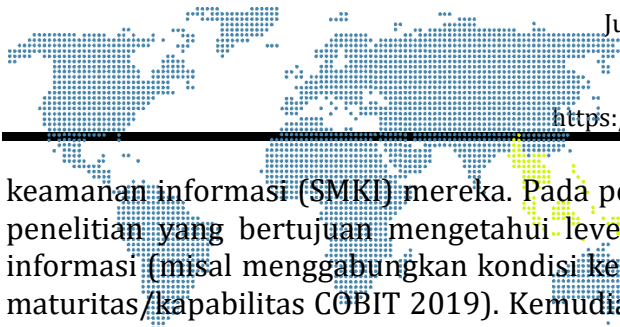 Ju
https:/
keamanan informasi (SMKI) mereka. Pada pe
penelitian yang bertujuan mengetahui leve
informasi (misal menggabungkan kondisi ke
maturitas/kapabilitas COBIT 2019). Kemudia